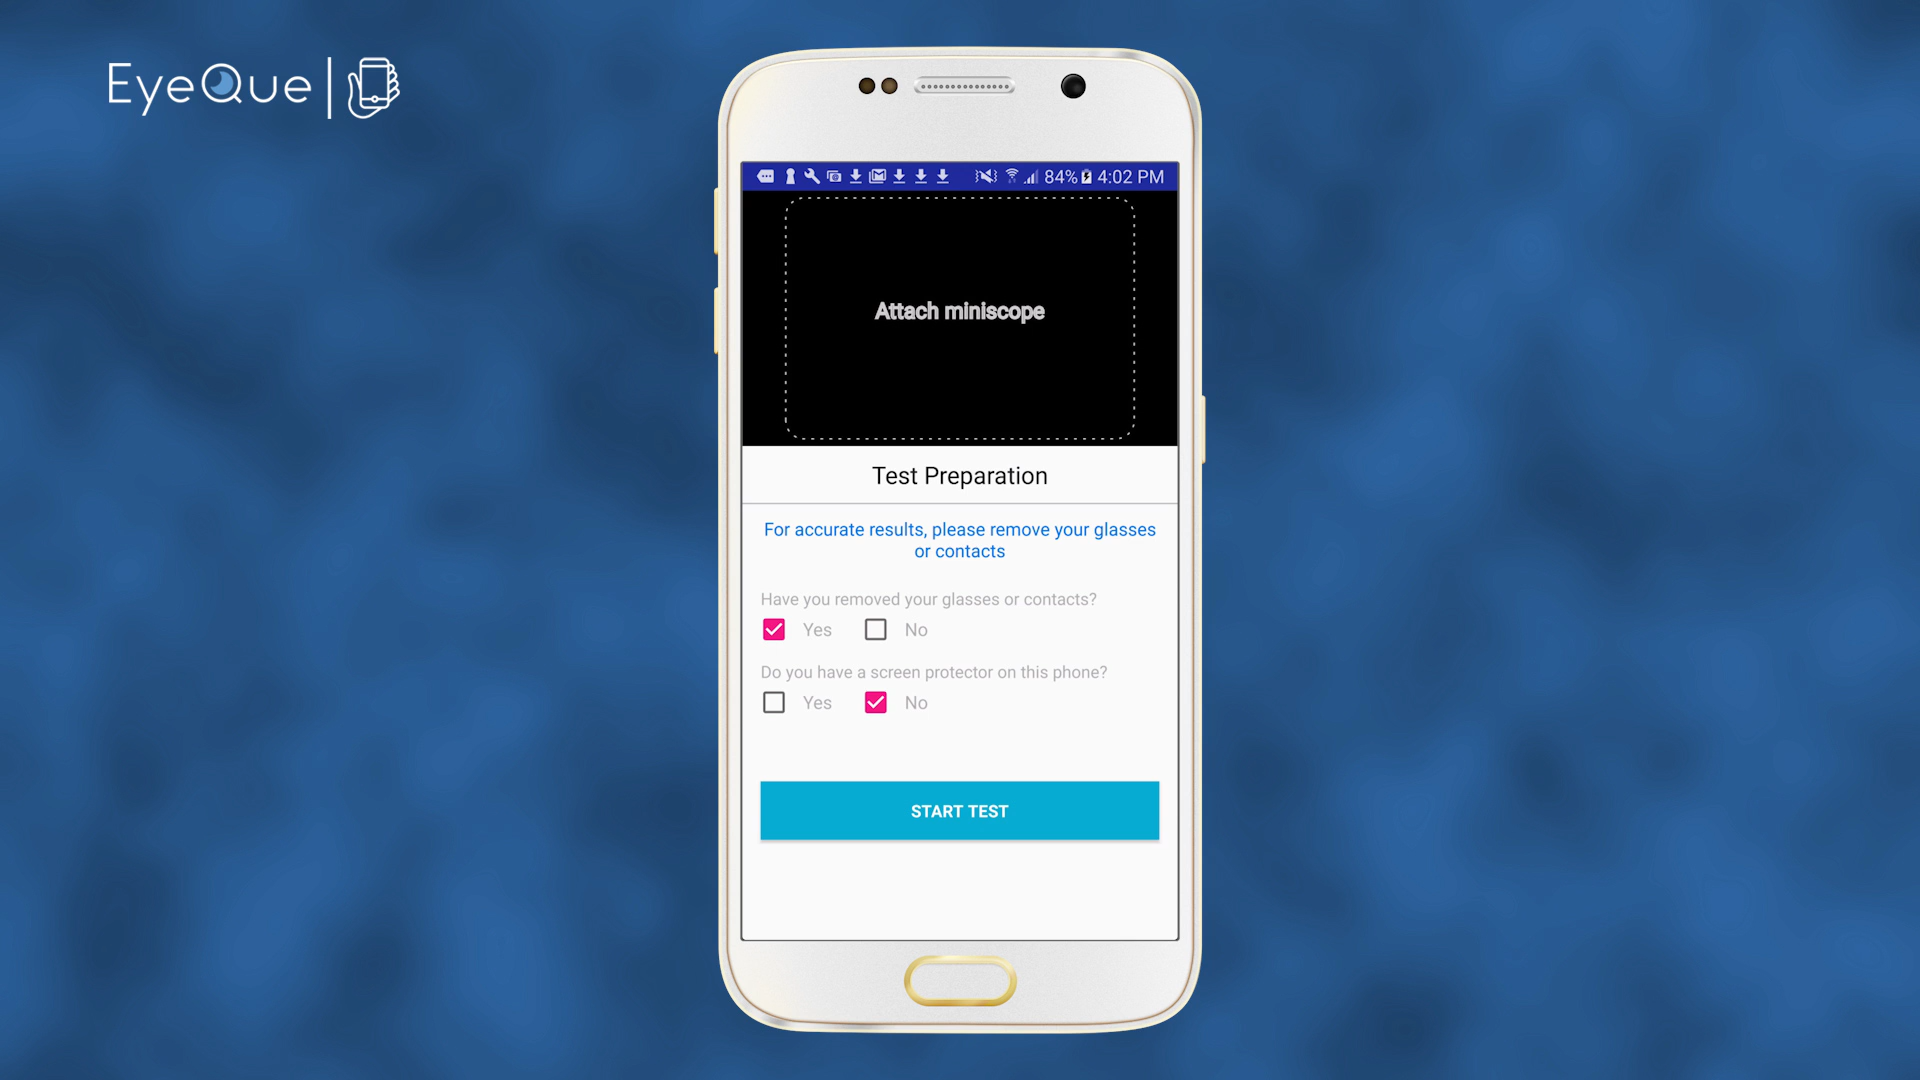 EyeQue
84% 4:02 PM
Attach miniscope
Test Preparation
For accurate results, please remove your glasses
or contacts
Have you removed your glasses or contacts?
Yes No
Do you have a screen protector on this phone?
Yes No
START TEST